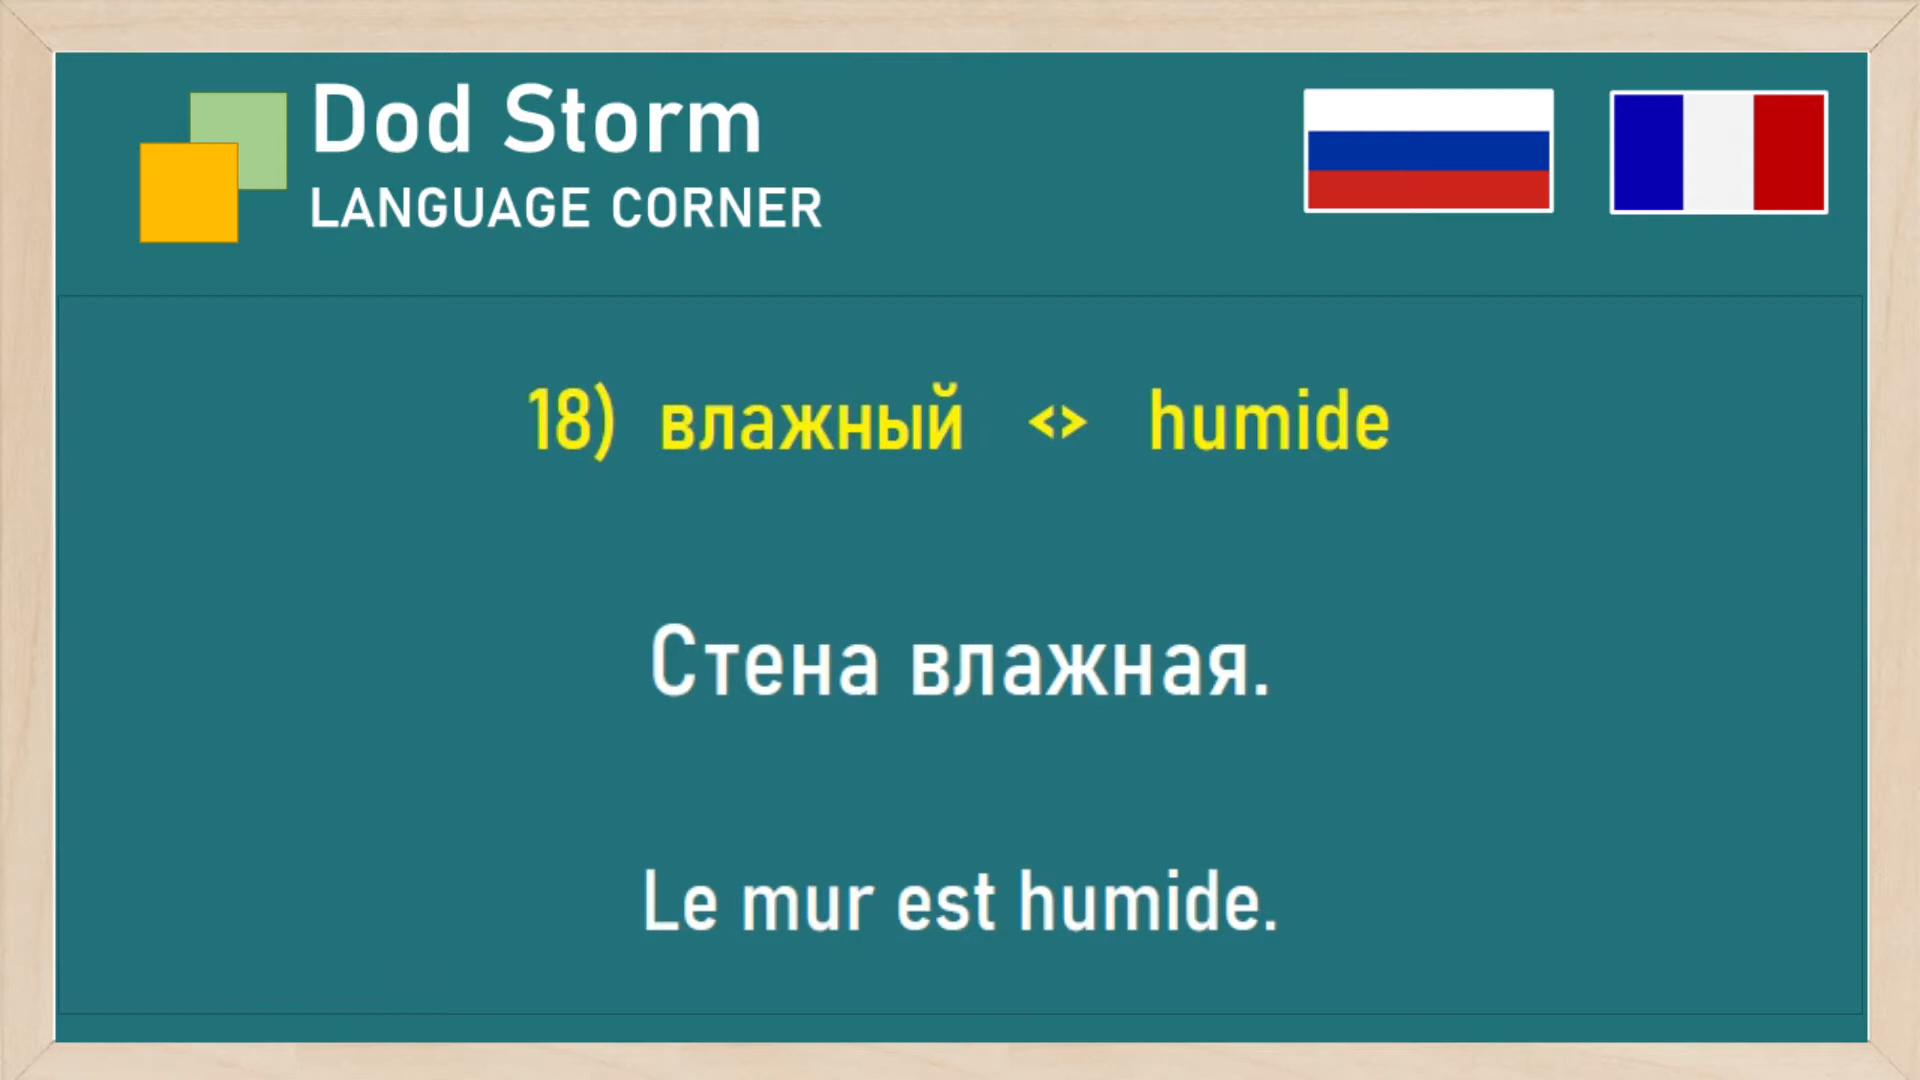 Dod Storm
LANGUAGE CORNER
18) влажный <> humide
Стена влажная.
Le mur est humide.